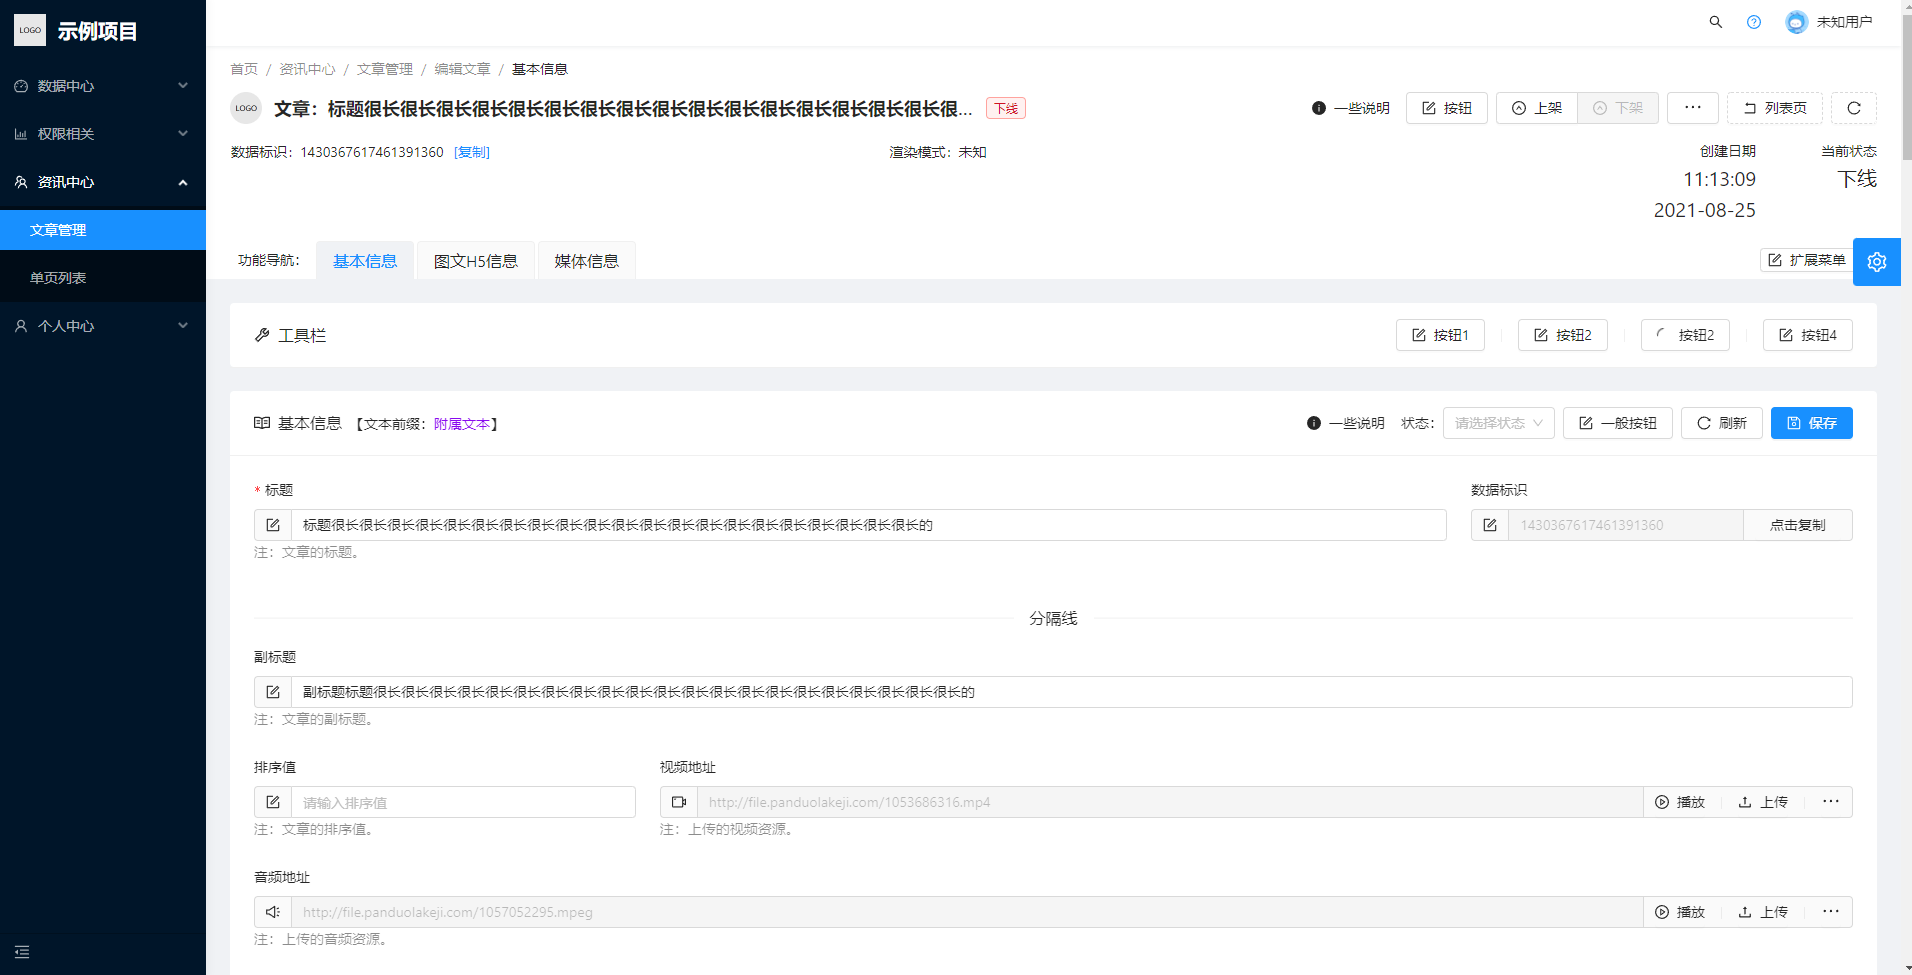 LOGO 示例项目
数据中心
权限相关
资讯中心
文章管理
单页列表
个人中心
未知用户
首页 / 资讯中心 / 文章管理 / 编辑文章 / 基本信息
LOGO 文章：标题很长很长很长很长很长很长很长很长很长很长很长很长很长很长很长很长很长很... 下线
一些说明 按钮 上架 下架 ··· 列表页
数据标识：1430367617461391360 [复制] 渲染模式：未知
创建日期 当前状态
11:13:09 下线
2021-08-25
功能导航： 基本信息 图文H5信息 媒体信息 扩展菜单
工具栏 按钮1 按钮2 按钮2 按钮4
基本信息 【文本前缀：附属文本】 一些说明 状态： 请选择状态 一般按钮 刷新 保存
* 标题 数据标识
标题很长很长很长很长很长很长很长很长很长很长很长很长很长很长很长很长很长很长很长很长很长的 1430367617461391360 点击复制
注：文章的标题。
分隔线
副标题
副标题标题很长很长很长很长很长很长很长很长很长很长很长很长很长很长很长很长很长很长很长很长很长的
注：文章的副标题。
排序值 视频地址
请输入排序值 http://file.panduolakeji.com/1053686316.mp4 播放 上传 ···
注：文章的排序值。 注：上传的视频资源。
音频地址
http://file.panduolakeji.com/1057052295.mpeg 播放 上传 ···
注：上传的音频资源。